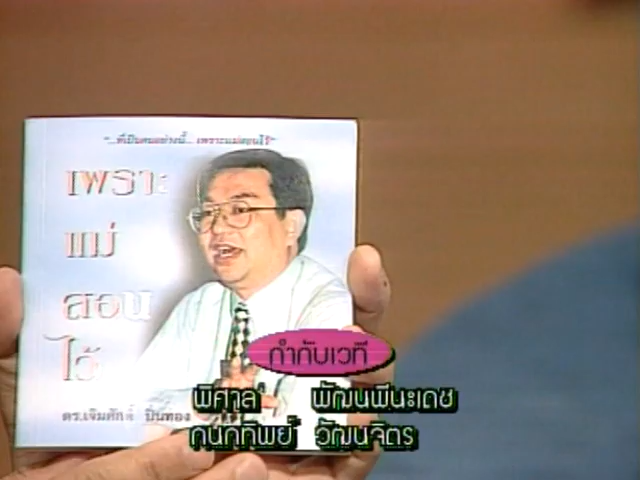 "...ที่เป็นคนอย่างนี้... เพราะแม่สอนไว้"
เพราะ
แม่
สอน
ไว้
ดร.เจิมศักดิ์ ปิ่นทอง
กำกับเวที
พิศาล พัฒนพีระเดช
กนกทิพย์ วัฒนจิตร